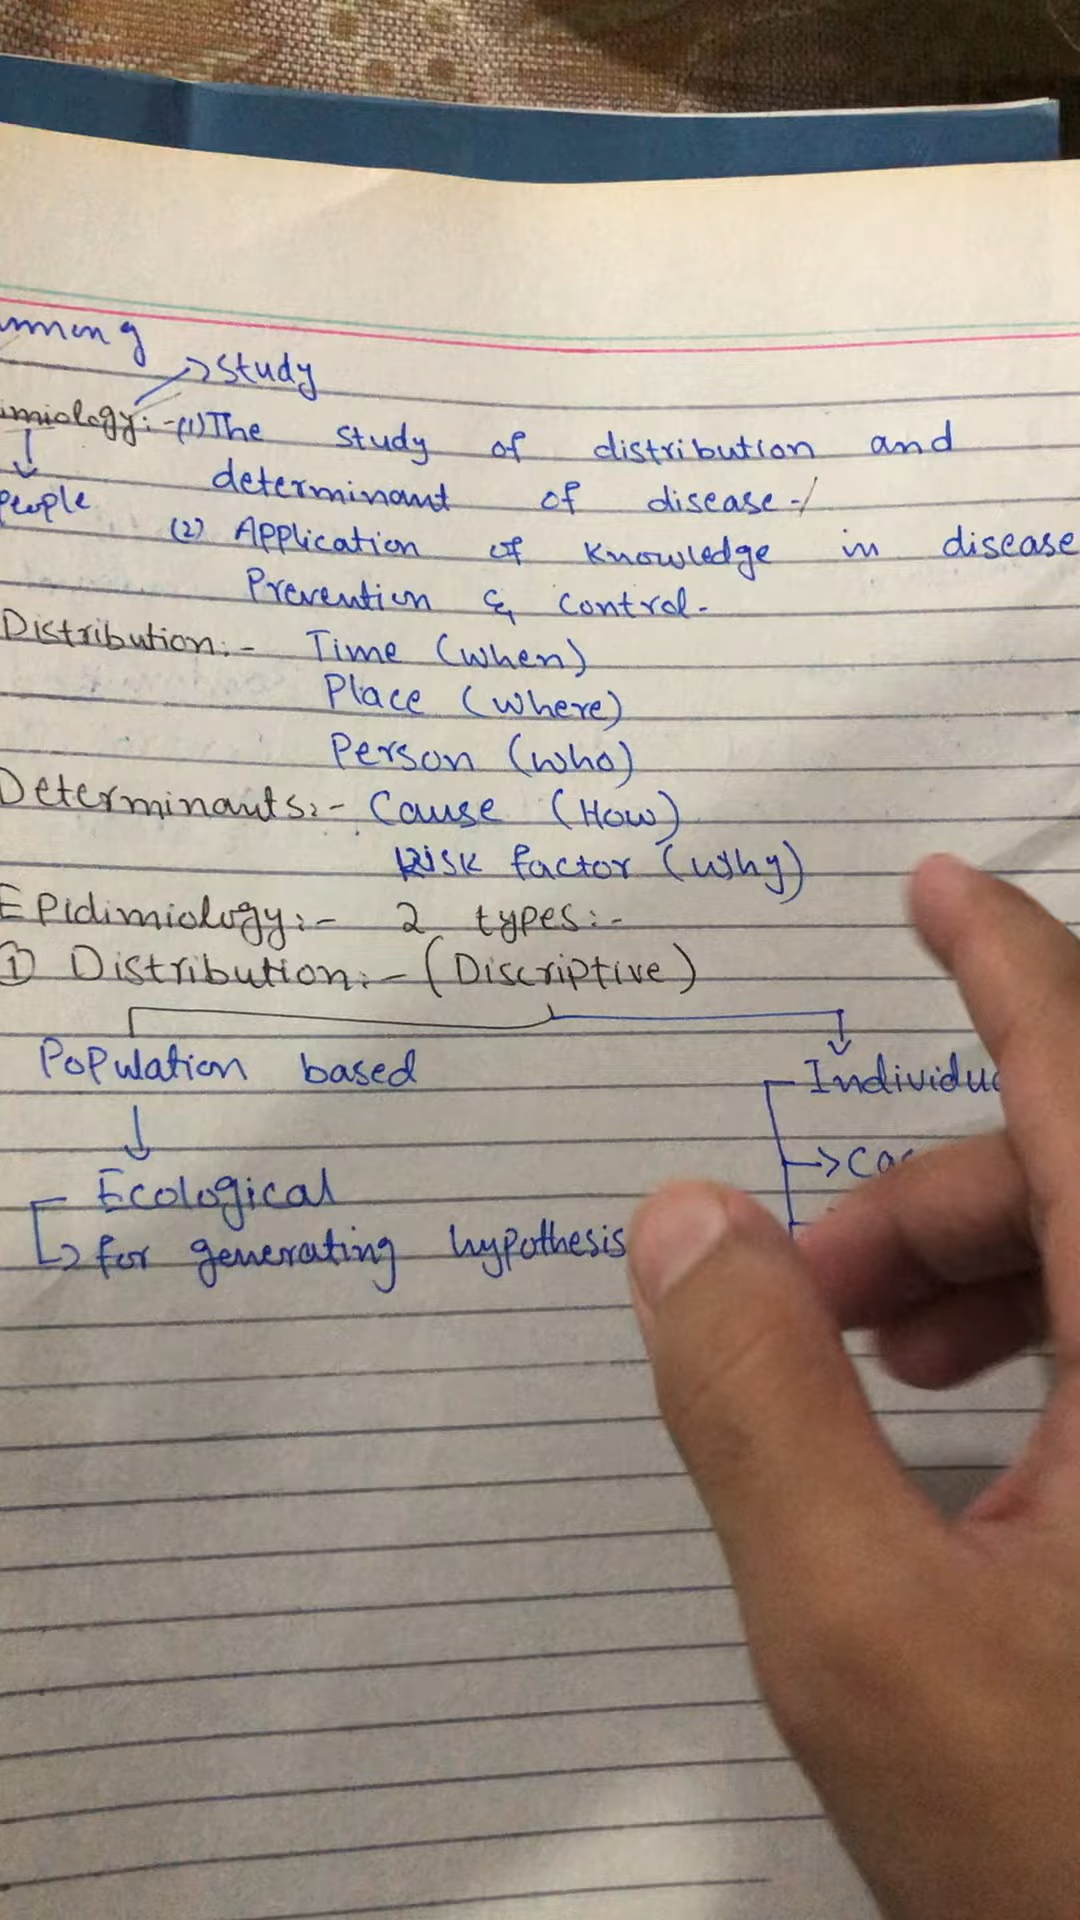 Study
(1) The study of distribution and
determinant of disease-
People
(2) Application of Knowledge in disease
Prevention & control-
Distribution:- Time (when)
Place (where)
Person (who)
Determinants:- Cause (How)
Risk factor (why)
Epidimiology:- 2 types:-
① Distribution:- (Discriptive)
Population based
Ecological
for generating hypothesis